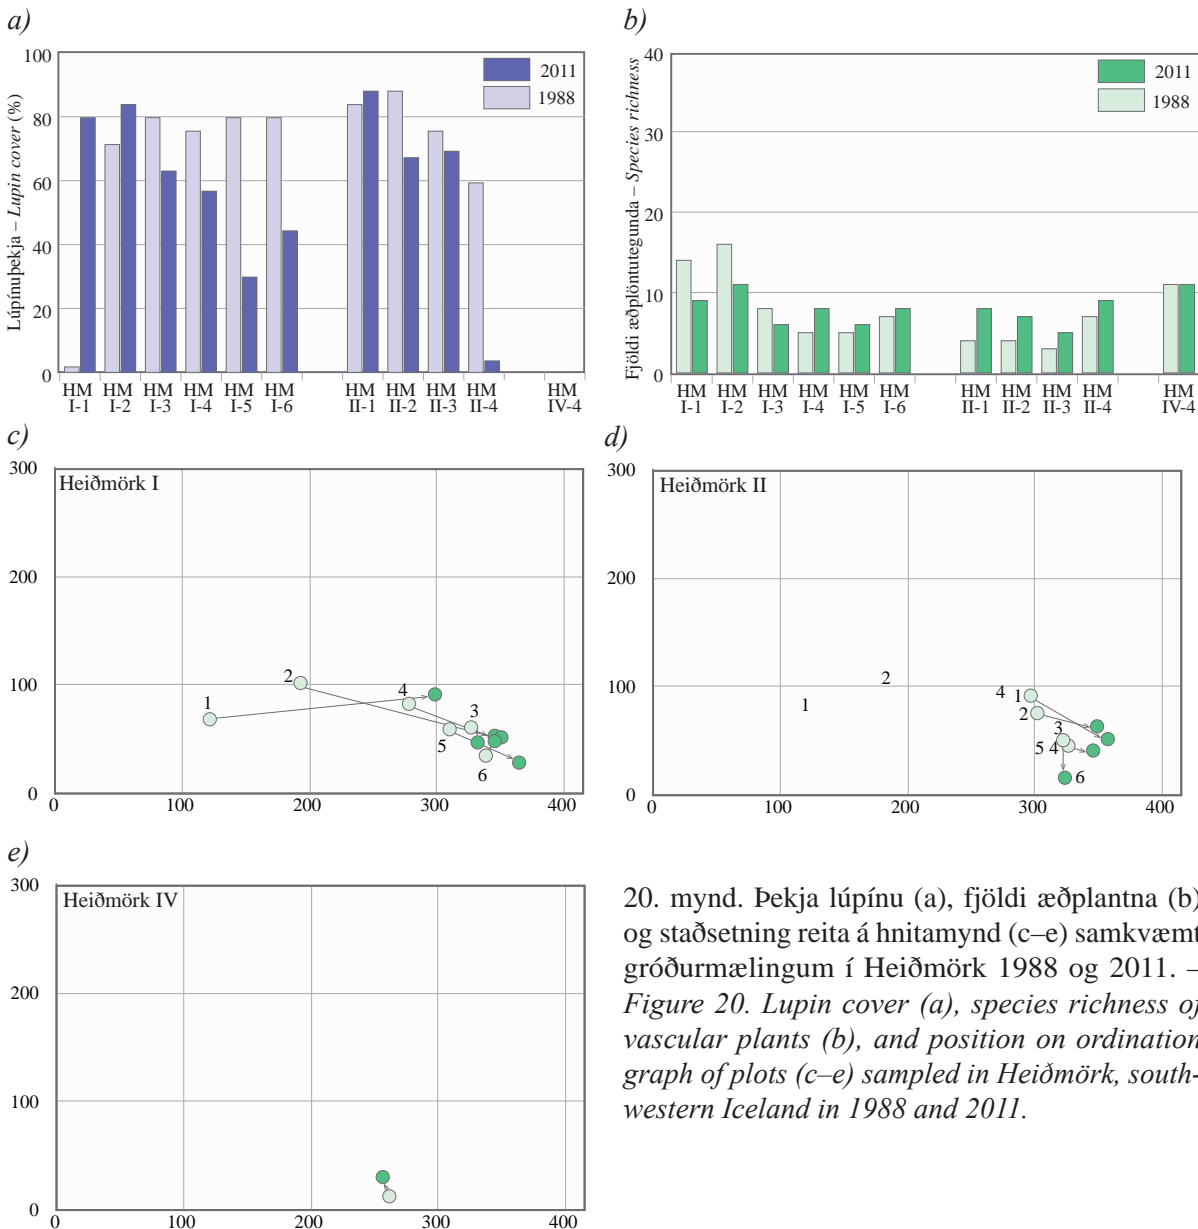 a)
Lúpínuþekja – Lupin cover (%)
100
80
60
40
20
0
2011
1988
HM I-1
HM I-2
HM I-3
HM I-4
HM I-5
HM I-6
HM II-1
HM II-2
HM II-3
HM II-4
HM IV-4
b)
Fjöldi æðplöntutegunda – Species richness
40
30
20
10
0
2011
1988
HM I-1
HM I-2
HM I-3
HM I-4
HM I-5
HM I-6
HM II-1
HM II-2
HM II-3
HM II-4
HM IV-4
c)
Heiðmörk I
300
200
100
0
1
2
4
3
5
6
0 100 200 300 400
d)
Heiðmörk II
300
200
100
0
1
2
4 1
2
3
5 4
6
0 100 200 300 400
e)
Heiðmörk IV
300
200
100
0
0 100 200 300 400
20. mynd. Þekja lúpínu (a), fjöldi æðplantna (b)
og staðsetning reita á hnitamynd (c–e) samkvæmt
gróðurmælingum í Heiðmörk 1988 og 2011. –
Figure 20. Lupin cover (a), species richness of
vascular plants (b), and position on ordination
graph of plots (c–e) sampled in Heiðmörk, south-
western Iceland in 1988 and 2011.